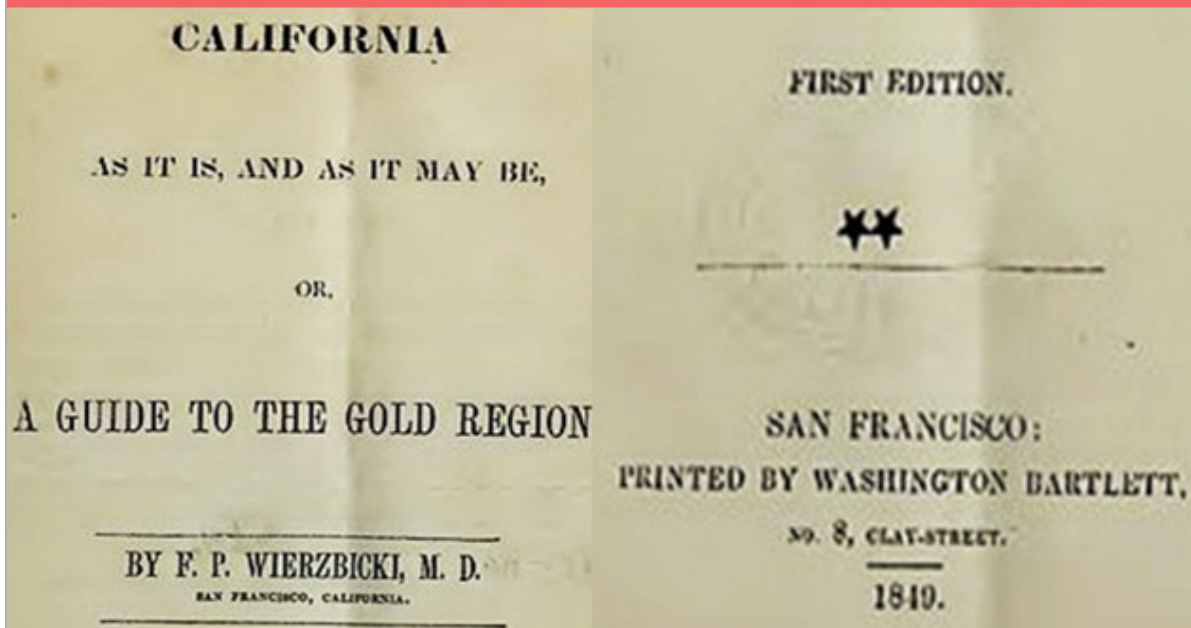 CALIFORNIA
AS IT IS, AND AS IT MAY BE,
OR,
A GUIDE TO THE GOLD REGION
BY F. P. WIERZBICKI, M. D.
SAN FRANCISCO, CALIFORNIA.
FIRST EDITION.
SAN FRANCISCO:
PRINTED BY WASHINGTON BARTLETT,
NO. 8, CLAY-STREET.
1849.